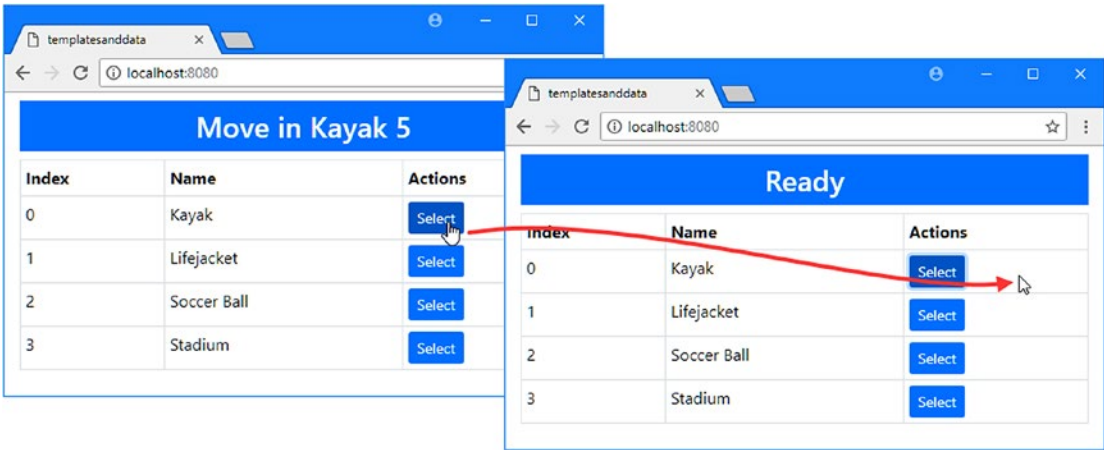 templatesanddata
localhost:8080
Move in Kayak 5
Index Name Actions
0 Kayak Select
1 Lifejacket Select
2 Soccer Ball Select
3 Stadium Select
templatesanddata
localhost:8080
Ready
Index Name Actions
0 Kayak Select
1 Lifejacket Select
2 Soccer Ball Select
3 Stadium Select